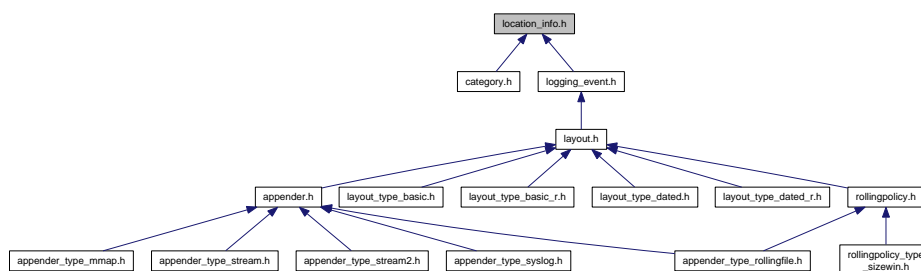 location_info.h
category.h
logging_event.h
layout.h
appender.h
layout_type_basic.h
layout_type_basic_r.h
layout_type_dated.h
layout_type_dated_r.h
rollingpolicy.h
appender_type_mmap.h
appender_type_stream.h
appender_type_stream2.h
appender_type_syslog.h
appender_type_rollingfile.h
rollingpolicy_type
_sizewin.h